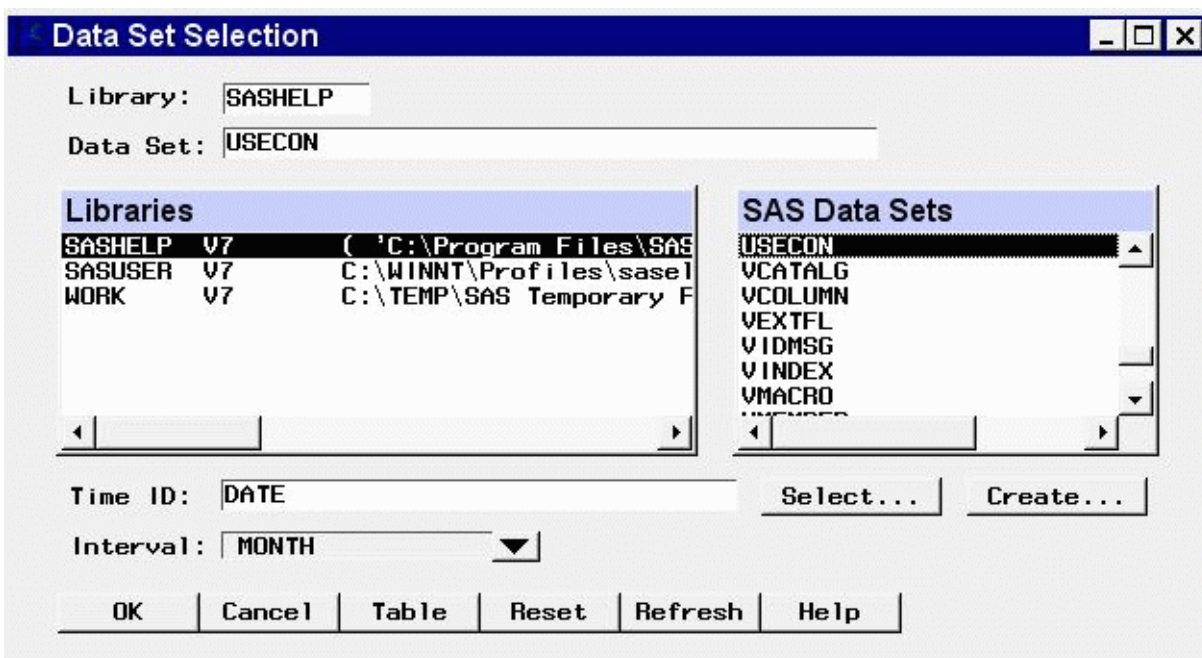 Data Set Selection
Library: SASHELP
Data Set: USECON
Libraries
SASHELP V7 ( 'C:\Program Files\SAS
SASUSER V7 C:\WINNT\Profiles\sasel
WORK V7 C:\TEMP\SAS Temporary F
SAS Data Sets
USECON
VCATALG
VCOLUMN
VEXTFL
VIDMSG
VINDEX
VMACRO
Time ID: DATE
Select... Create...
Interval: MONTH
OK Cancel Table Reset Refresh Help